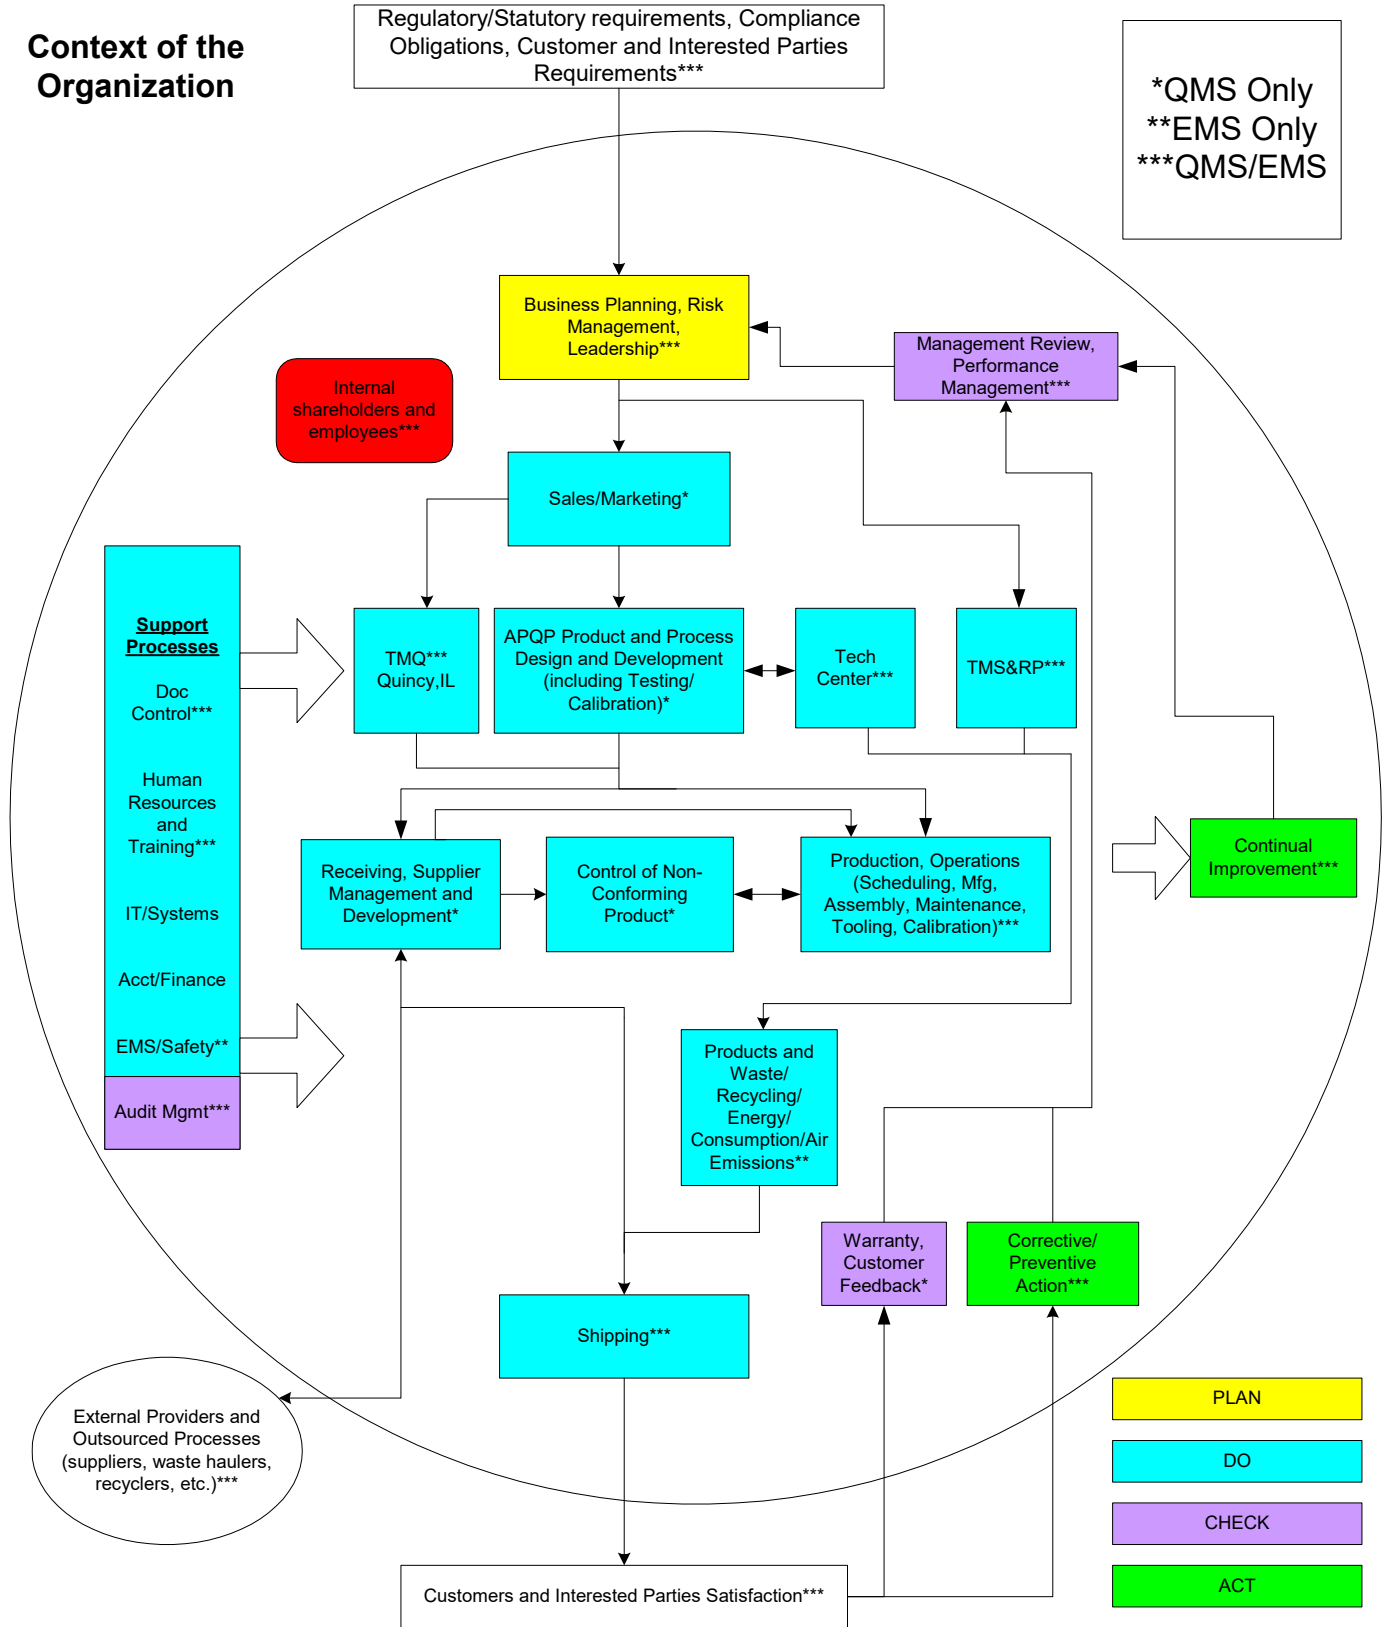 Context of the
Organization
Regulatory/Statutory requirements, Compliance
Obligations, Customer and Interested Parties
Requirements***
*QMS Only
**EMS Only
***QMS/EMS
Business Planning, Risk
Management,
Leadership***
Management Review,
Performance
Management***
Internal
shareholders and
employees***
Sales/Marketing*
Support
Processes
Doc
Control***
Human
Resources
and
Training***
IT/Systems
Acct/Finance
EMS/Safety**
Audit Mgmt***
TMQ***
Quincy,IL
APQP Product and Process
Design and Development
(including Testing/
Calibration)*
Tech
Center***
TMS&RP***
Receiving, Supplier
Management and
Development*
Control of Non-
Conforming
Product*
Production, Operations
(Scheduling, Mfg,
Assembly, Maintenance,
Tooling, Calibration)***
Continual
Improvement***
Products and
Waste/
Recycling/
Energy/
Consumption/Air
Emissions**
Warranty,
Customer
Feedback*
Corrective/
Preventive
Action***
Shipping***
External Providers and
Outsourced Processes
(suppliers, waste haulers,
recyclers, etc.)***
PLAN
DO
CHECK
ACT
Customers and Interested Parties Satisfaction***